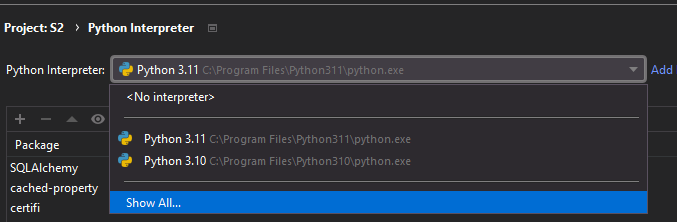 Project: S2 › Python Interpreter
Python Interpreter: Python 3.11 C:\Program Files\Python311\python.exe Add
<No interpreter>
Python 3.11 C:\Program Files\Python311\python.exe
Python 3.10 C:\Program Files\Python310\python.exe
Show All...
Package
SQLAlchemy
cached-property
certifi